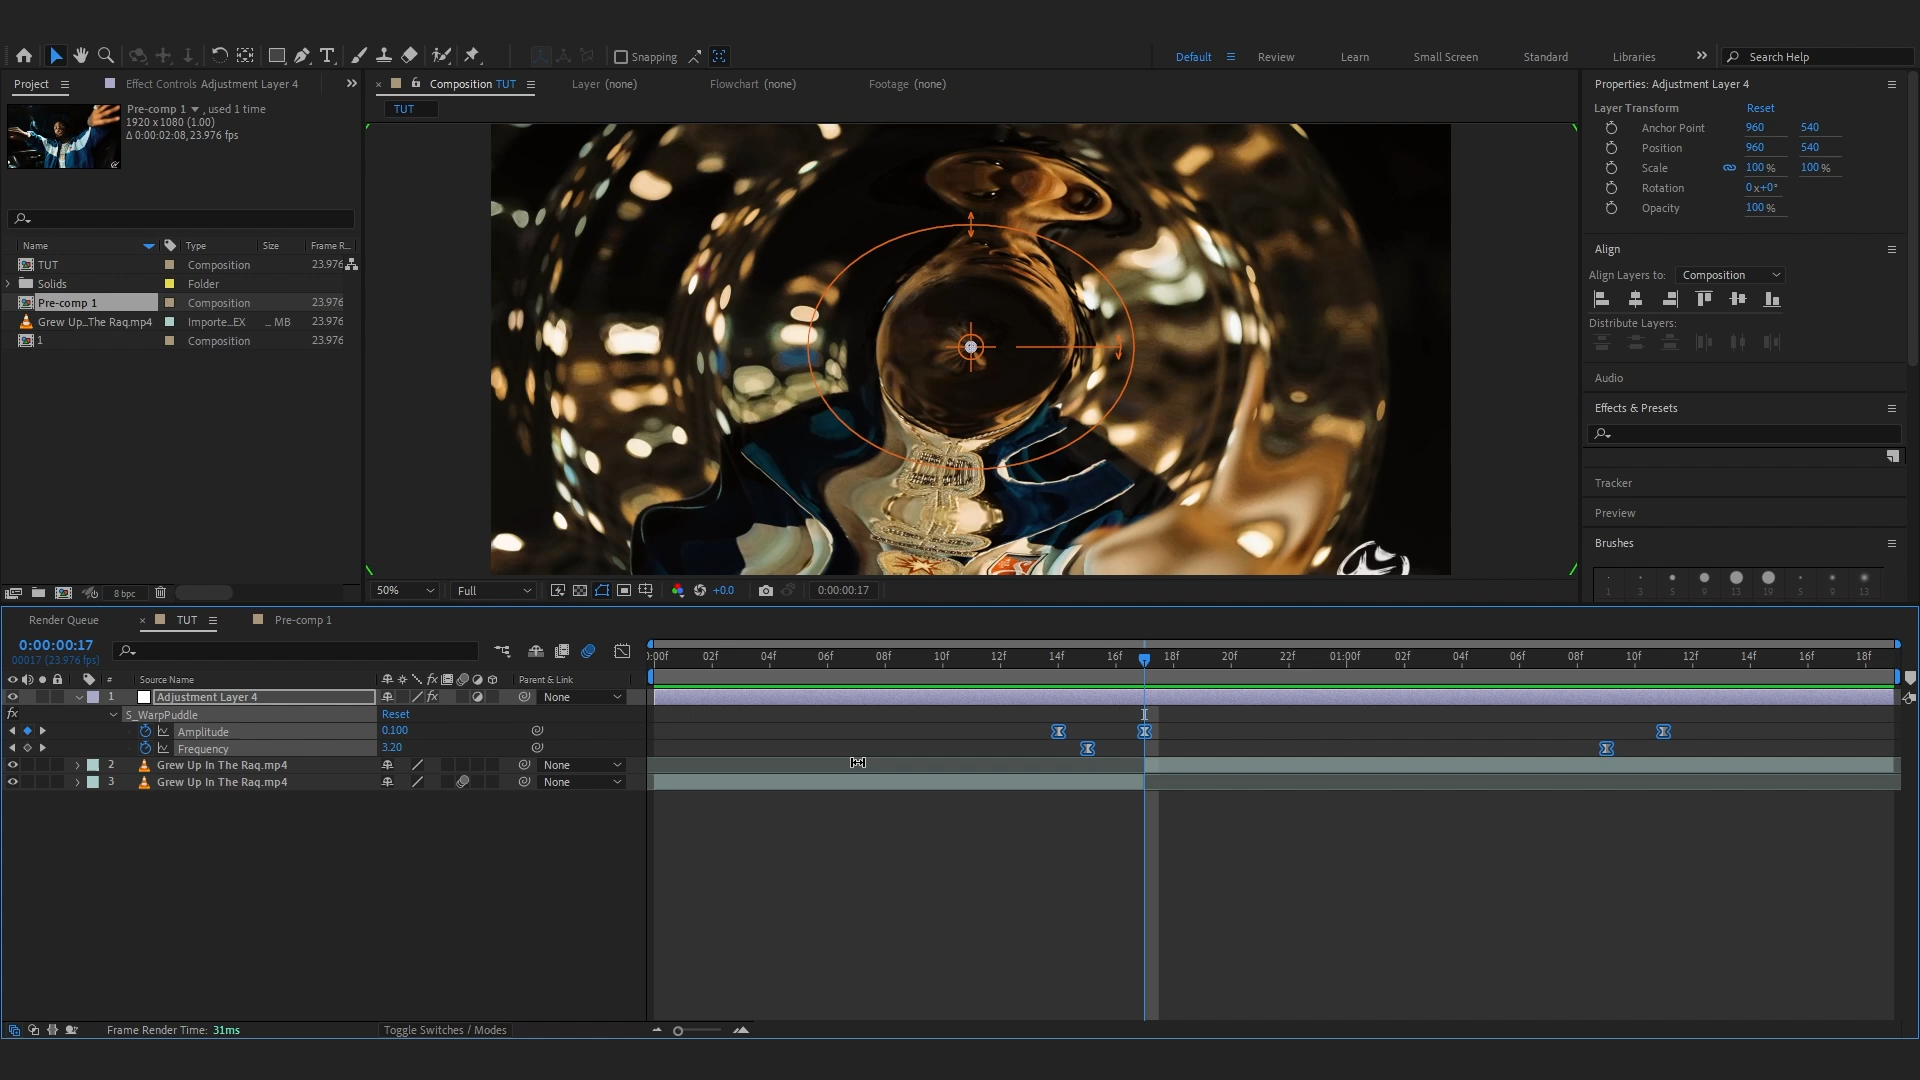 Snapping
Default
Review
Learn
Small Screen
Standard
Libraries
Search Help
Project
Effect Controls Adjustment Layer 4
Composition TUT
Layer (none)
Flowchart (none)
Footage (none)
Properties: Adjustment Layer 4
Pre-comp 1 , used 1 time
1920 x 1080 (1.00)
Δ 0:00:02:08, 23.976 fps
TUT
Layer Transform Reset
Anchor Point 960 540
Position 960 540
Scale 100 % 100 %
Rotation 0x+0°
Opacity 100 %
Name Type Size Frame R...
TUT Composition 23.976
Solids Folder
Pre-comp 1 Composition 23.976
Grew Up...The Raq.mp4 Importe...EX ... MB 23.976
1 Composition 23.976
Align
Align Layers to: Composition
Distribute Layers:
Audio
Effects & Presets
Tracker
Preview
Brushes
1 3 5 9 13 19 5 9 13
8 bpc
50% Full +0.0 0:00:00:17
Render Queue TUT Pre-comp 1
0:00:00:17
00017 (23.976 fps)
:00f 02f 04f 06f 08f 10f 12f 14f 16f 18f 20f 22f 01:00f 02f 04f 06f 08f 10f 12f 14f 16f 18f
# Source Name Parent & Link
1 Adjustment Layer 4 fx None
fx S_WarpPuddle Reset
Amplitude 0.100
Frequency 3.20
2 Grew Up In The Raq.mp4 None
3 Grew Up In The Raq.mp4 None
Frame Render Time: 31ms
Toggle Switches / Modes